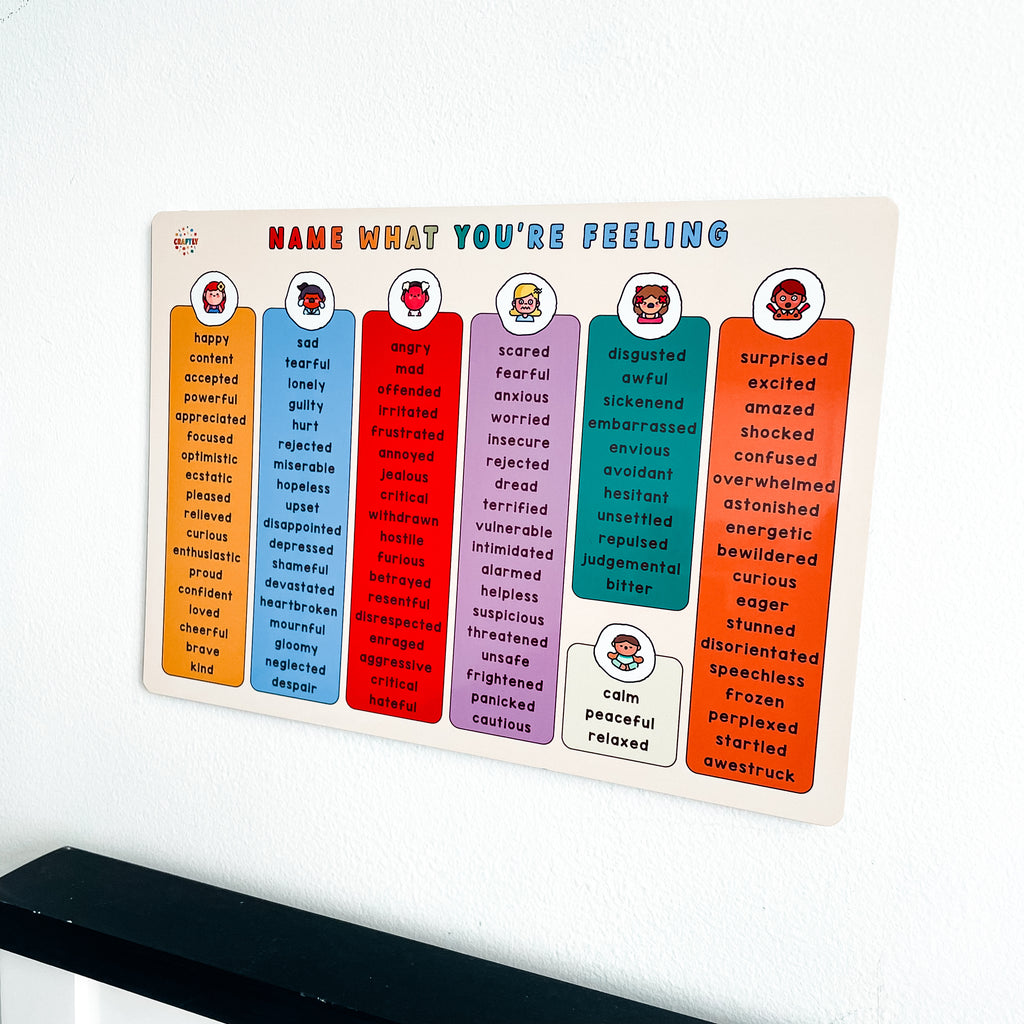 CRAFTLY
NAME WHAT YOU'RE FEELING
happy
content
accepted
powerful
appreciated
focused
optimistic
ecstatic
pleased
relieved
curious
enthusiastic
proud
confident
loved
cheerful
brave
kind
sad
tearful
lonely
guilty
hurt
rejected
miserable
hopeless
upset
disappointed
depressed
shameful
devastated
heartbroken
mournful
gloomy
neglected
despair
angry
mad
offended
irritated
frustrated
annoyed
jealous
critical
withdrawn
hostile
furious
betrayed
resentful
disrespected
enraged
aggressive
critical
hateful
scared
fearful
anxious
worried
insecure
rejected
dread
terrified
vulnerable
intimidated
alarmed
helpless
suspicious
threatened
unsafe
frightened
panicked
cautious
disgusted
awful
sickenend
embarrassed
envious
avoidant
hesitant
unsettled
repulsed
judgemental
bitter
calm
peaceful
relaxed
surprised
excited
amazed
shocked
confused
overwhelmed
astonished
energetic
bewildered
curious
eager
stunned
disorientated
speechless
frozen
perplexed
startled
awestruck